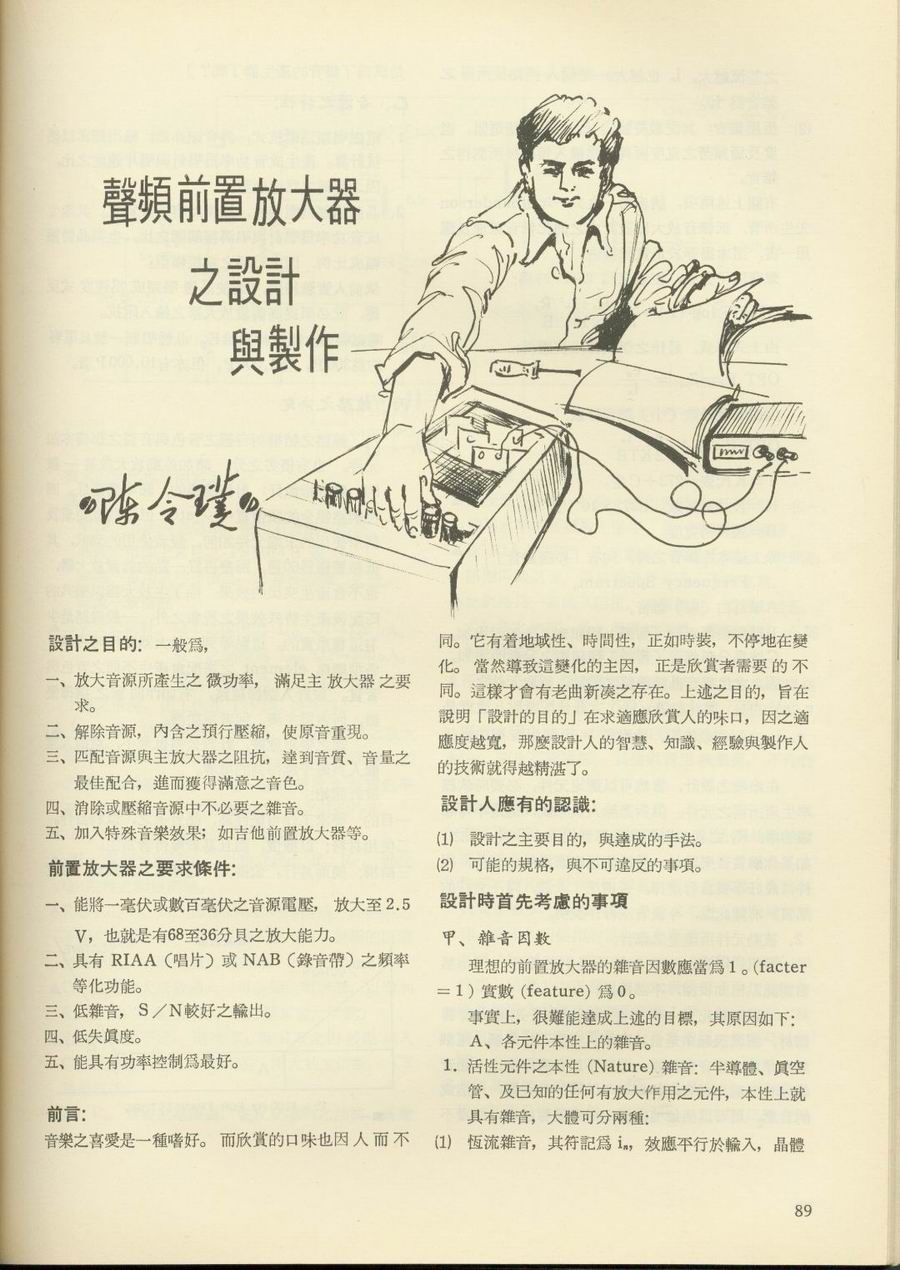 聲頻前置放大器
之設計
與製作
陈令璞
設計之目的：一般爲，
一、放大音源所產生之微功率，滿足主放大器之要
求。
二、解除音源，內含之預行壓縮，使原音重現。
三、匹配音源與主放大器之阻抗，達到音質、音量之
最佳配合，進而獲得滿意之音色。
四、消除或壓縮音源中不必要之雜音。
五、加入特殊音樂效果；如吉他前置放大器等。
前置放大器之要求條件：
一、能將一毫伏或數百毫伏之音源電壓，放大至2.5
V，也就是有68至36分貝之放大能力。
二、具有 RIAA（唱片）或 NAB（錄音帶）之頻率
等化功能。
三、低雜音，S／N較好之輸出。
四、低失眞度。
五、能具有功率控制爲最好。
前言：
音樂之喜愛是一種嗜好。而欣賞的口味也因人而不
同。它有着地域性、時間性，正如時裝，不停地在變
化。當然導致這變化的主因，正是欣賞者需要的不
同。這樣才會有老曲新凑之存在。上述之目的，旨在
說明「設計的目的」在求適應欣賞人的味口，因之適
應度越寬，那麼設計人的智慧、知識、經驗與製作人
的技術就得越精湛了。
設計人應有的認識：
(1) 設計之主要目的，與達成的手法。
(2) 可能的規格，與不可違反的事項。
設計時首先考慮的事項
甲、雜音因數
理想的前置放大器的雜音因數應當爲1。(facter
＝1）實數 (feature) 爲0。
事實上，很難能達成上述的目標，其原因如下：
A、各元件本性上的雜音。
1. 活性元件之本性 (Nature) 雜音：半導體、眞空
管、及已知的任何有放大作用之元件，本性上就
具有雜音，大體可分兩種：
(1) 恆流雜音，其符記爲 iₙ，效應平行於輸入，晶體
89